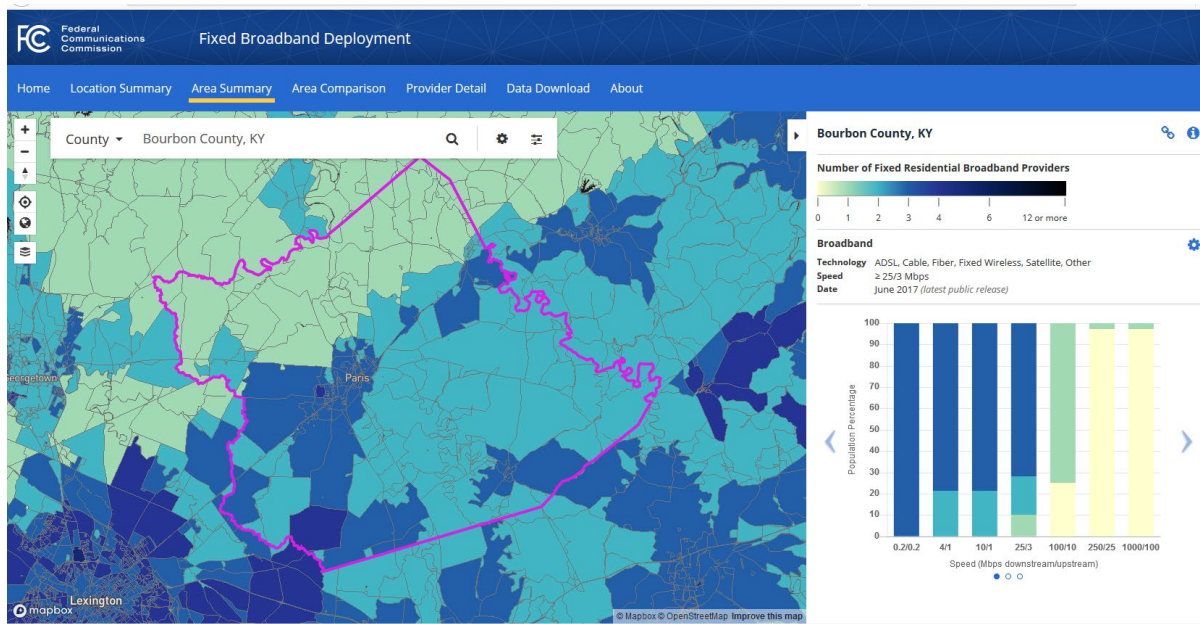 Federal
Communications
Commission
Fixed Broadband Deployment
Home Location Summary Area Summary Area Comparison Provider Detail Data Download About
County Bourbon County, KY
Paris
Lexington
mapbox
© Mapbox © OpenStreetMap Improve this map
Bourbon County, KY
Number of Fixed Residential Broadband Providers
0 1 2 3 4 6 12 or more
Broadband
Technology ADSL, Cable, Fiber, Fixed Wireless, Satellite, Other
Speed ≥ 25/3 Mbps
Date June 2017 (latest public release)
Population Percentage
100
90
80
70
60
50
40
30
20
10
0
0.2/0.2 4/1 10/1 25/3 100/10 250/25 1000/100
Speed (Mbps downstream/upstream)